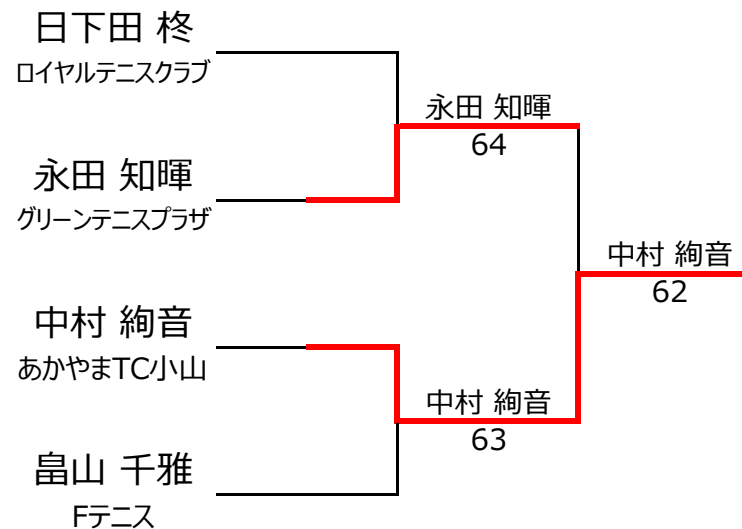 日下田 柊
ロイヤルテニスクラブ
永田 知暉
64
永田 知暉
グリーンテニスプラザ
中村 絢音
62
中村 絢音
あかやまTC小山
中村 絢音
63
畠山 千雅
Fテニス